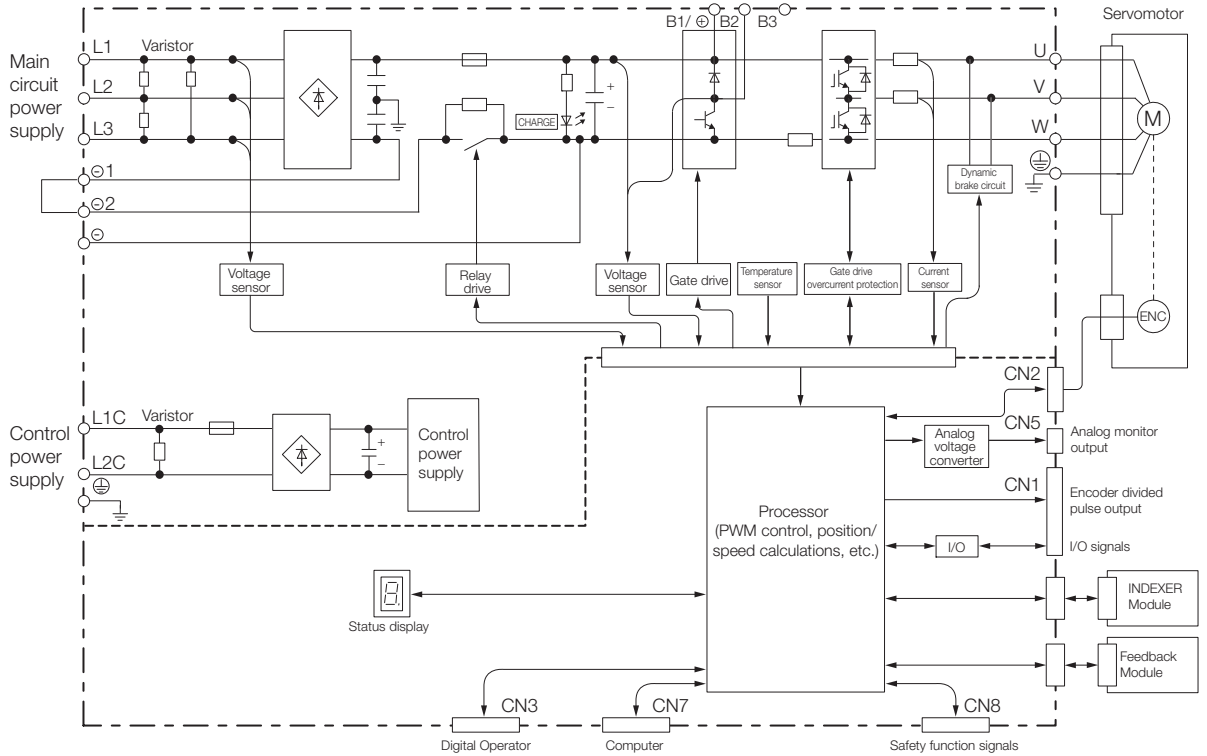 B1/ ⊕ B2 B3
Servomotor
Main
circuit
power
supply
L1
Varistor
L2
L3
⊖ 1
⊖ 2
⊖
+
–
CHARGE
U
V
W
M
Dynamic
brake circuit
Voltage
sensor
Relay
drive
Voltage
sensor
Gate drive
Temperature
sensor
Gate drive
overcurrent protection
Current
sensor
ENC
Control
power
supply
L1C
Varistor
L2C
+
–
Control
power
supply
Processor
(PWM control, position/
speed calculations, etc.)
CN2
CN5
Analog
voltage
converter
Analog monitor
output
CN1
Encoder divided
pulse output
I/O
I/O signals
INDEXER
Module
Feedback
Module
8.
Status display
CN3
Digital Operator
CN7
Computer
CN8
Safety function signals